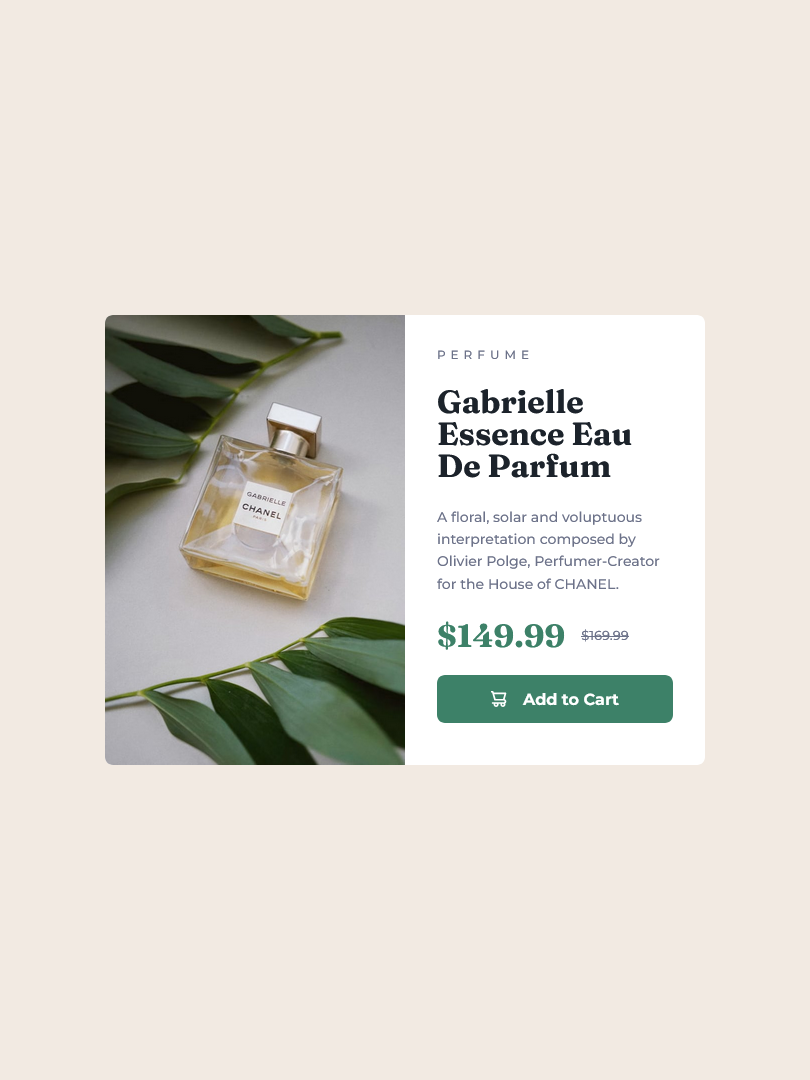 GABRIELLE
CHANEL
PARIS
PERFUME
Gabrielle
Essence Eau
De Parfum
A floral, solar and voluptuous
interpretation composed by
Olivier Polge, Perfumer-Creator
for the House of CHANEL.
$149.99 $169.99
Add to Cart